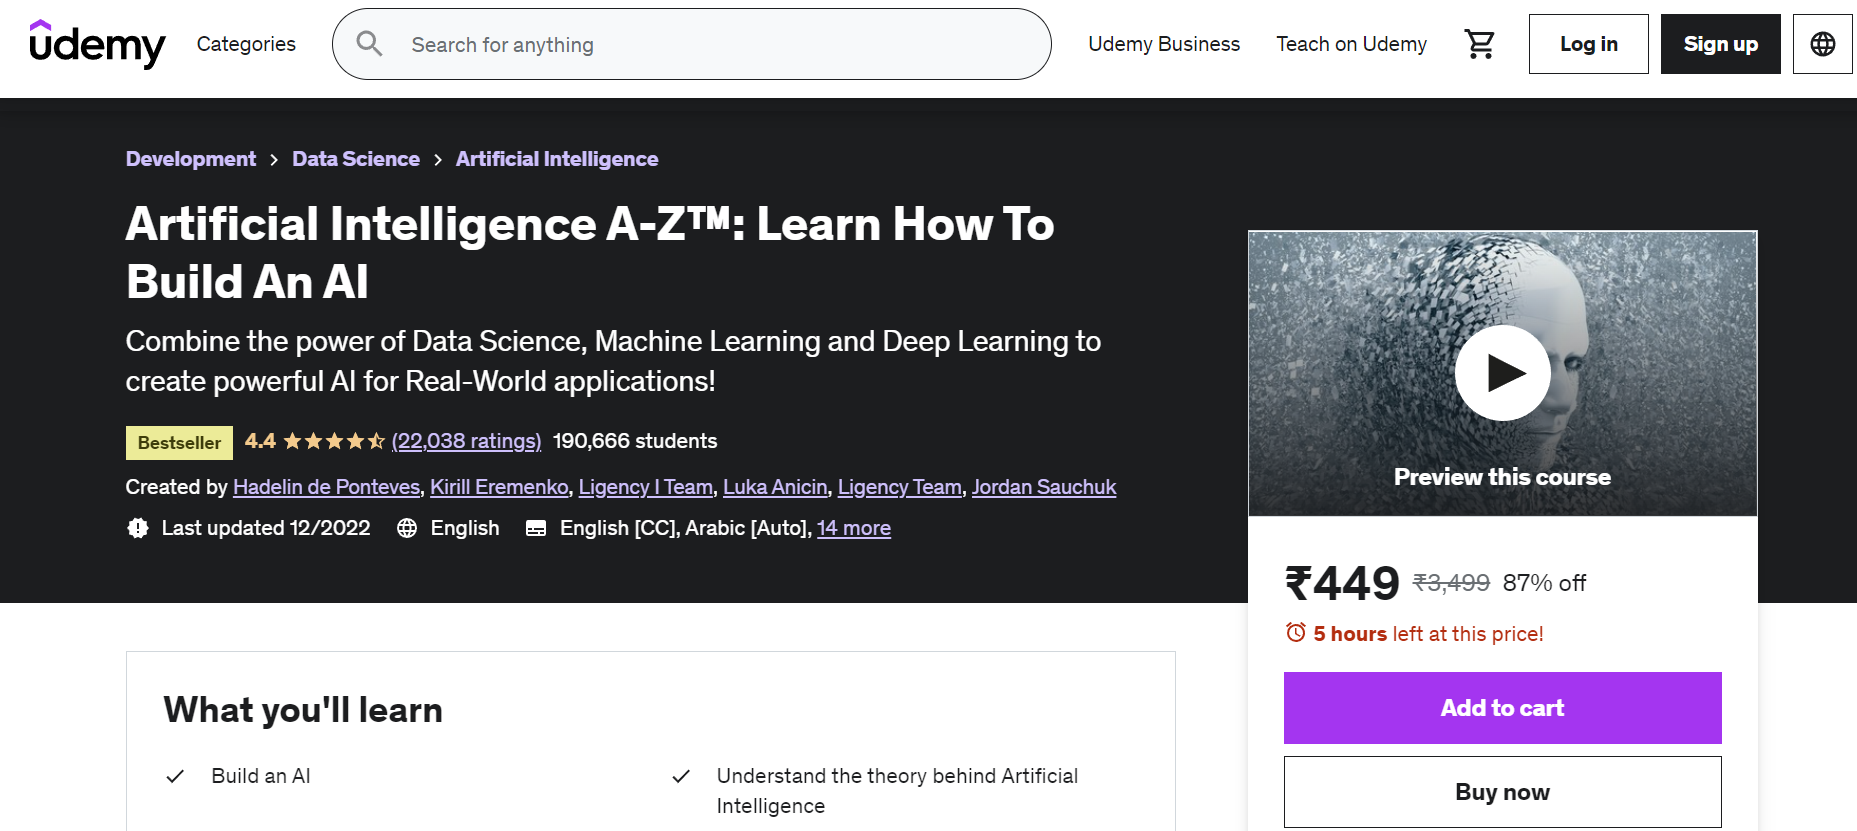 udemy Categories Search for anything Udemy Business Teach on Udemy Log in Sign up
Development > Data Science > Artificial Intelligence
Artificial Intelligence A-Z™: Learn How To
Build An AI
Combine the power of Data Science, Machine Learning and Deep Learning to
create powerful AI for Real-World applications!
Bestseller 4.4 (22,038 ratings) 190,666 students
Created by Hadelin de Ponteves, Kirill Eremenko, Ligency I Team, Luka Anicin, Ligency Team, Jordan Sauchuk
Last updated 12/2022 English English [CC], Arabic [Auto], 14 more
Preview this course
₹449 ₹3,499 87% off
5 hours left at this price!
Add to cart
Buy now
What you'll learn
Build an AI
Understand the theory behind Artificial
Intelligence